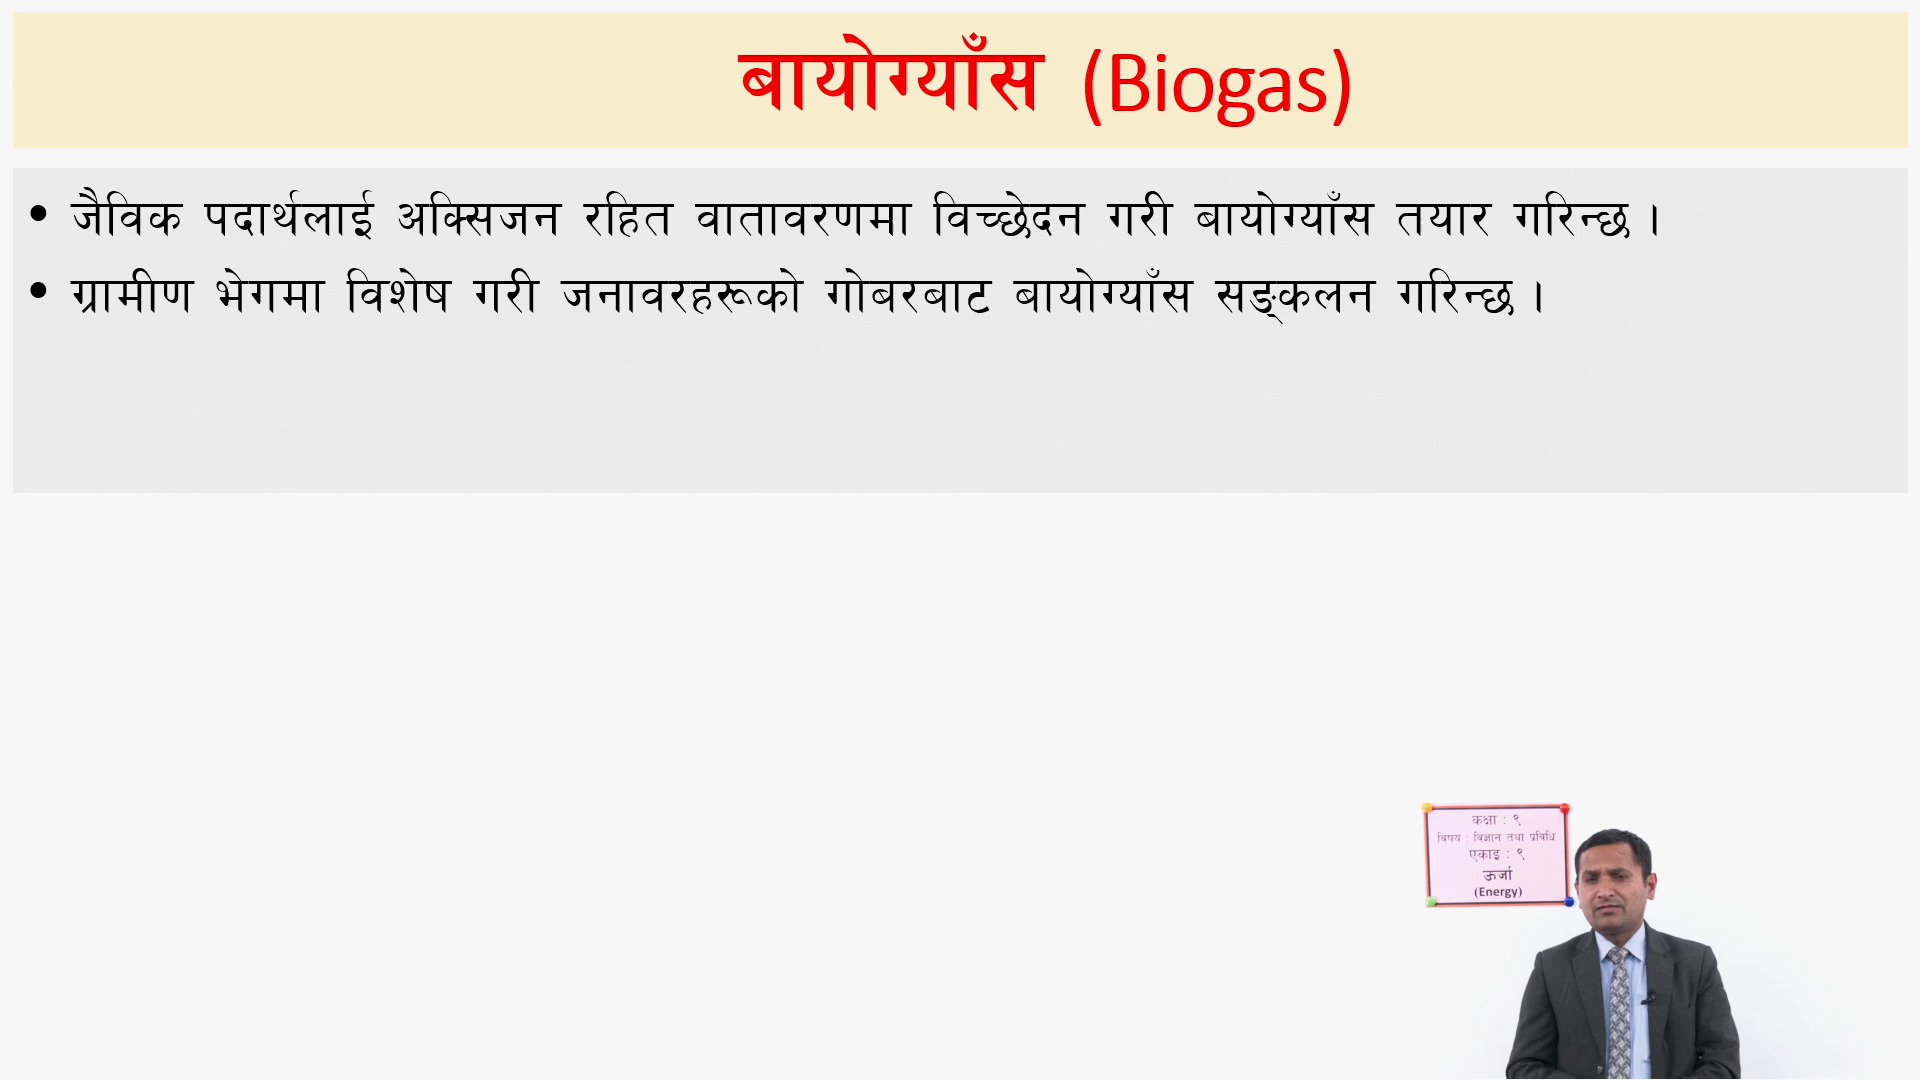 बायोग्याँस (Biogas)
• जैविक पदार्थलाई अक्सिजन रहित वातावरणमा विच्छेदन गरी बायोग्याँस तयार गरिन्छ ।
• ग्रामीण भेगमा विशेष गरी जनावरहरूको गोबरबाट बायोग्याँस सङ्कलन गरिन्छ ।
कक्षा : ९
विषय : विज्ञान तथा प्रविधि
एकाइ : ९
ऊर्जा
(Energy)